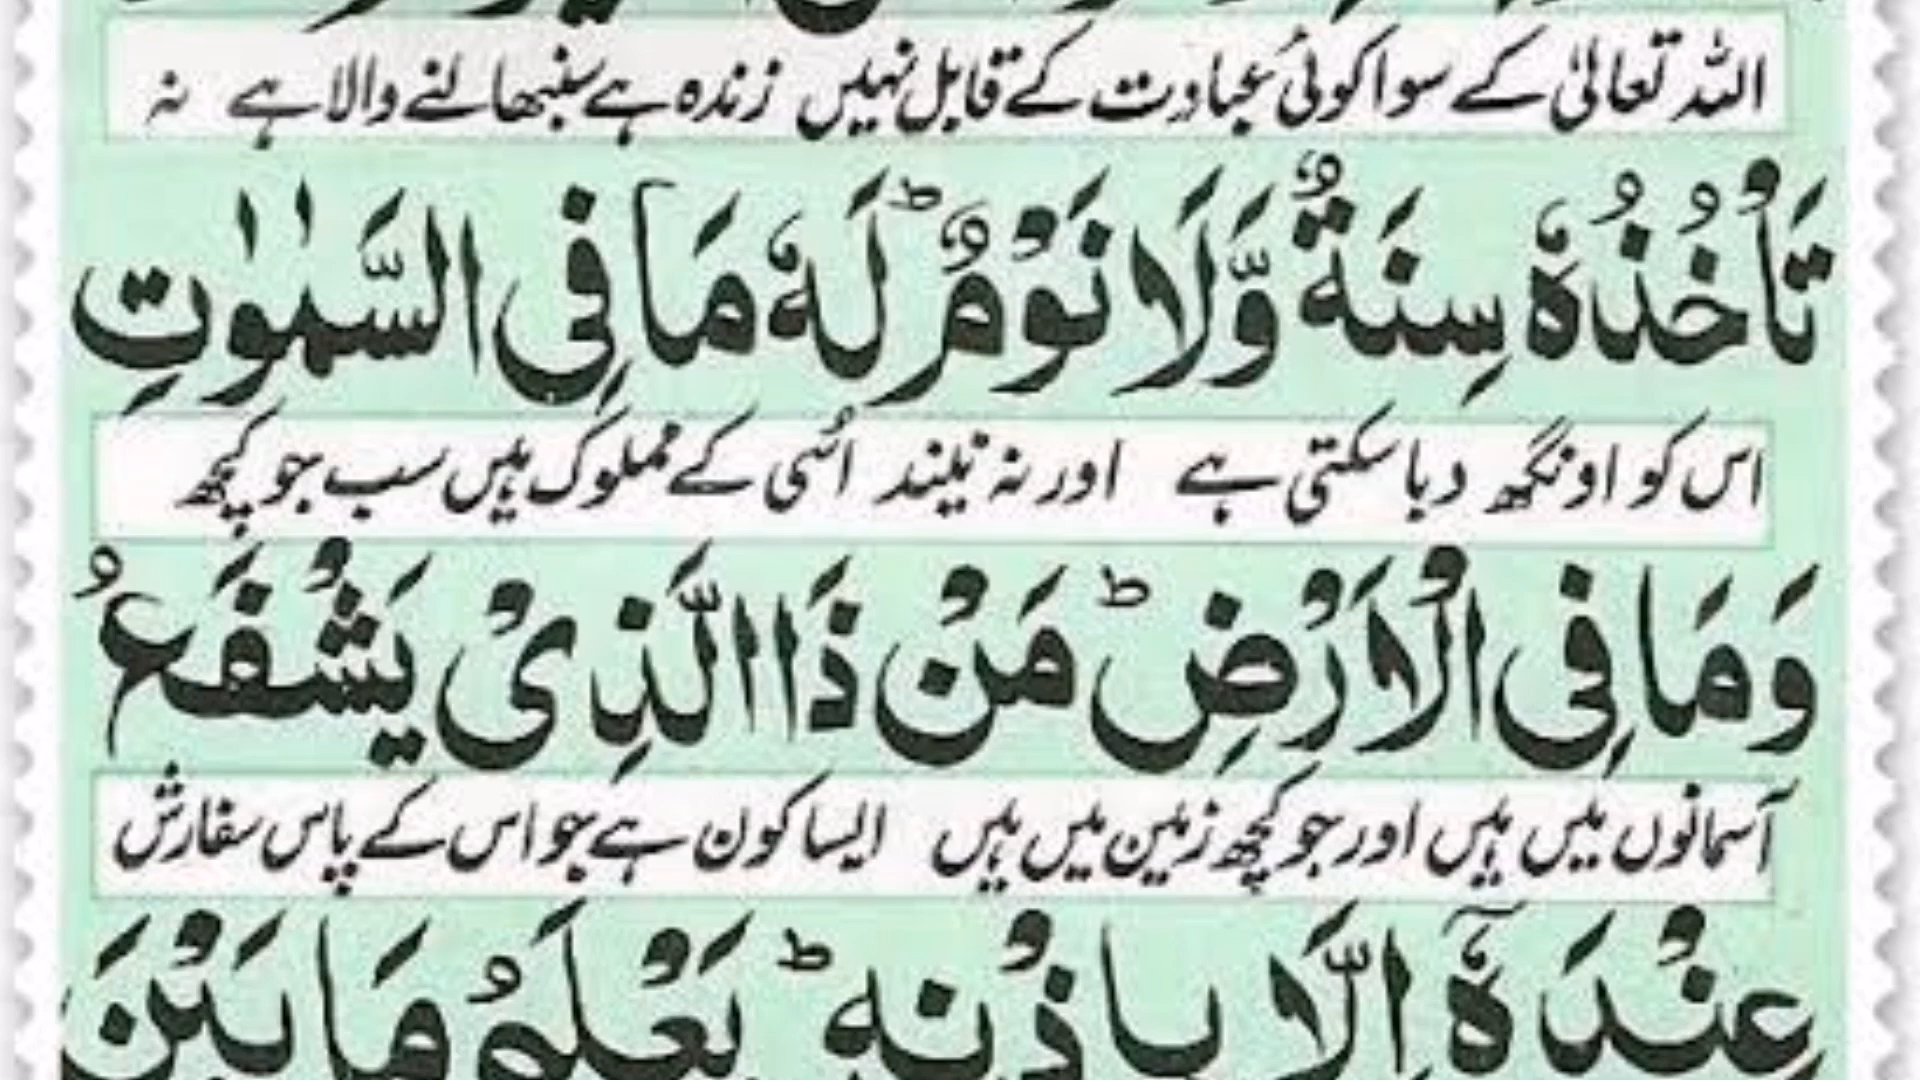 اللہ تعالیٰ کے سوا کوئی عبادت کے قابل نہیں زندہ ہے سنبھالنے والا ہے نہ
تَاْخُذُهٗ سِنَةٌ وَّلَا نَوْمٌ ؕ لَهٗ مَا فِی السَّمٰوٰتِ
اس کو اونگھ دبا سکتی ہے اور نہ نیند اسی کے مملوک ہیں سب جو کچھ
وَمَا فِی الْاَرْضِ ؕ مَنْ ذَا الَّذِیْ یَشْفَعُ
آسمانوں میں ہیں اور جو کچھ زمین میں ہیں ایسا کون ہے جو اس کے پاس سفارش
عِنْدَهٗۤ اِلَّا بِاِذْنِهٖ ؕ یَعْلَمُ مَا بَیْنَ